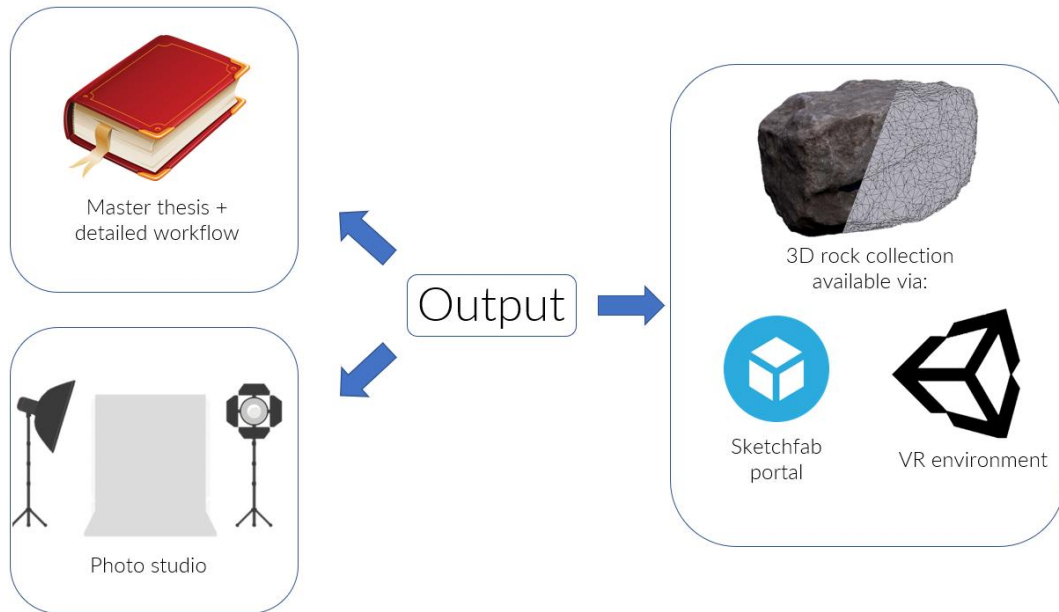 Master thesis +
detailed workflow
Output
Photo studio
3D rock collection
available via:
Sketchfab
portal
VR environment